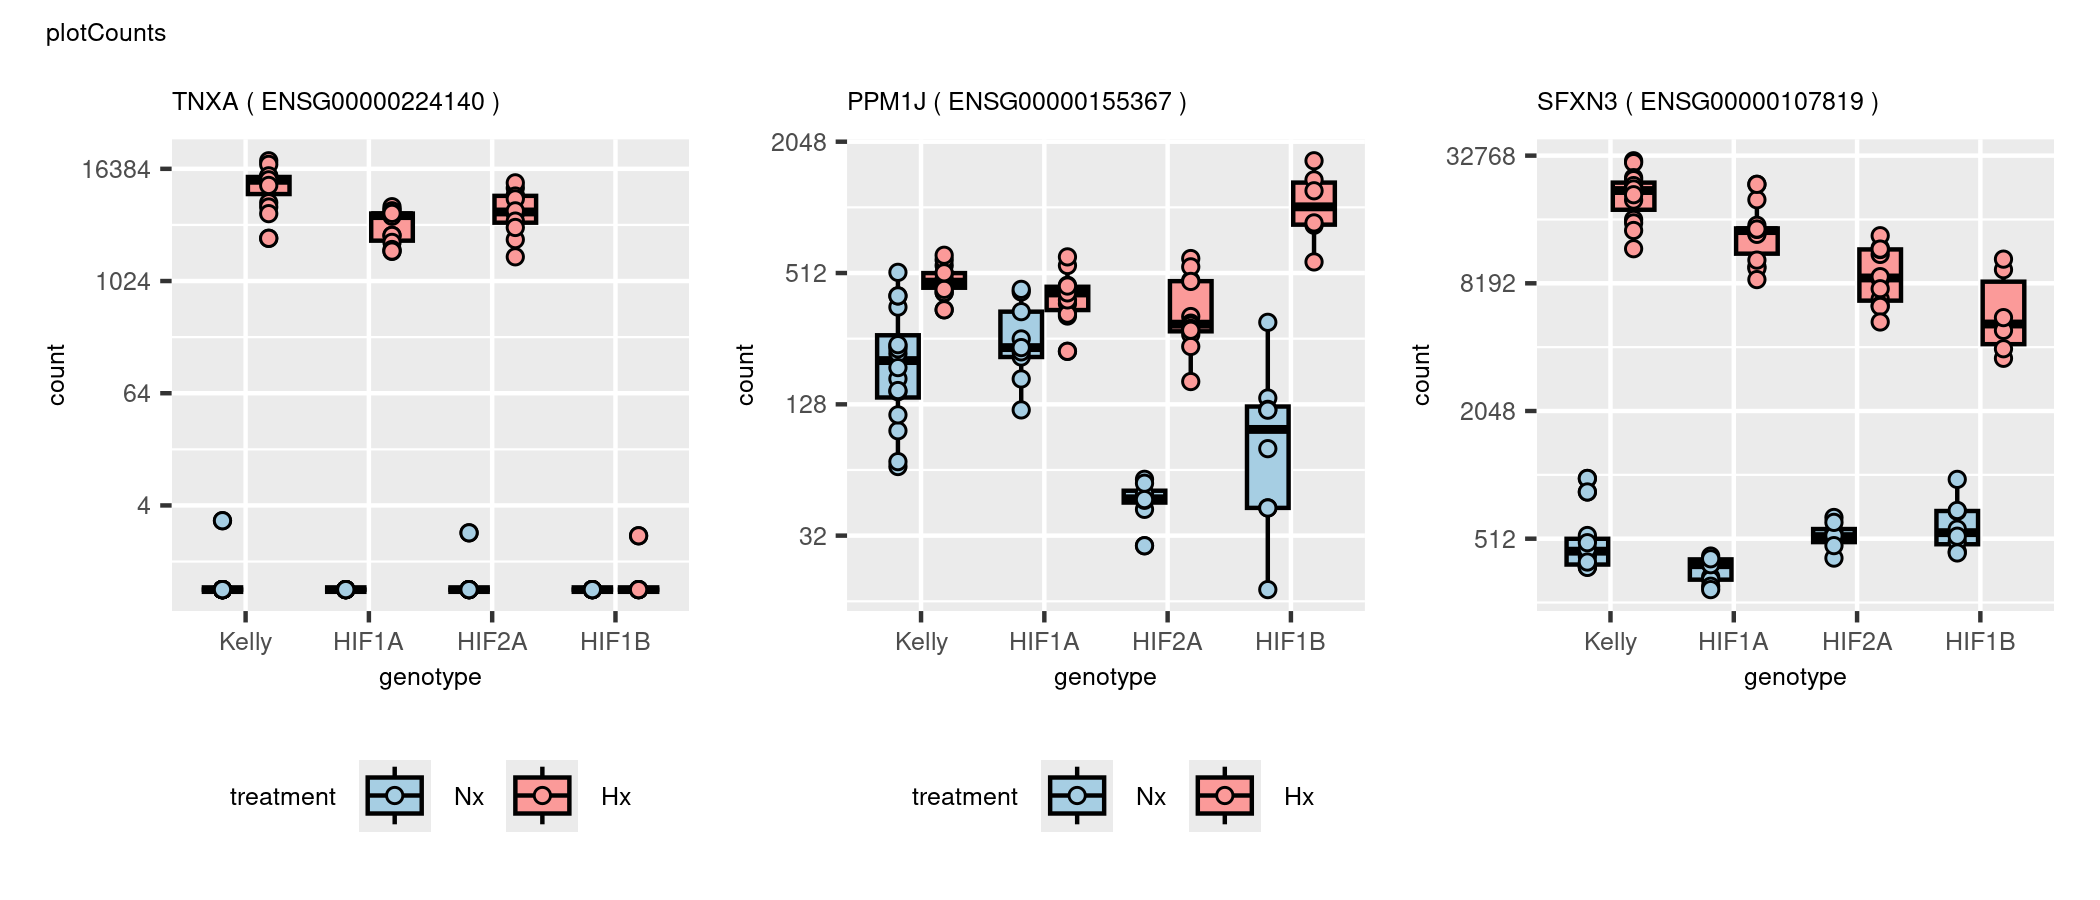 plotCounts
TNXA ( ENSG00000224140 )
16384
1024
64
4
count
Kelly HIF1A HIF2A HIF1B
genotype
treatment Nx Hx
PPM1J ( ENSG00000155367 )
2048
512
128
32
count
Kelly HIF1A HIF2A HIF1B
genotype
treatment Nx Hx
SFXN3 ( ENSG00000107819 )
32768
8192
2048
512
count
Kelly HIF1A HIF2A HIF1B
genotype